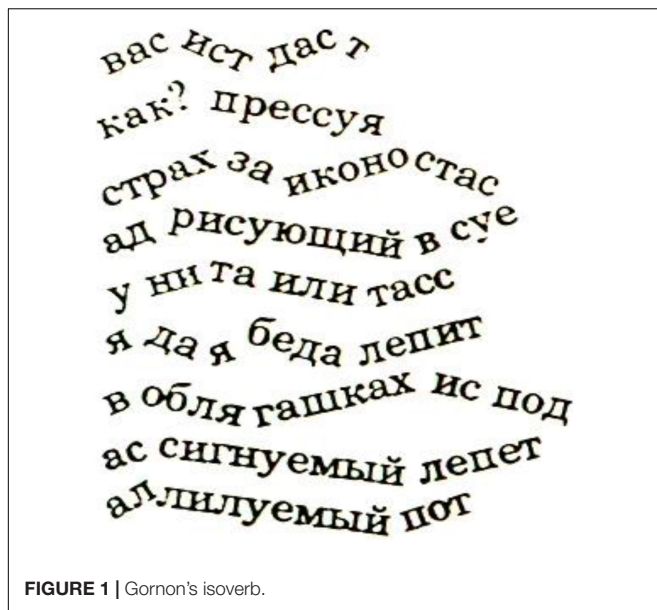 вас ист даст
как? прессуя
страх за иконостас
ад рисующий в суе
у ни та или тасс
я да я беда лепит
в обля гашках ис под
ас сигнуемый лепет
аллилуемый пот
FIGURE 1 | Gornon's isoverb.